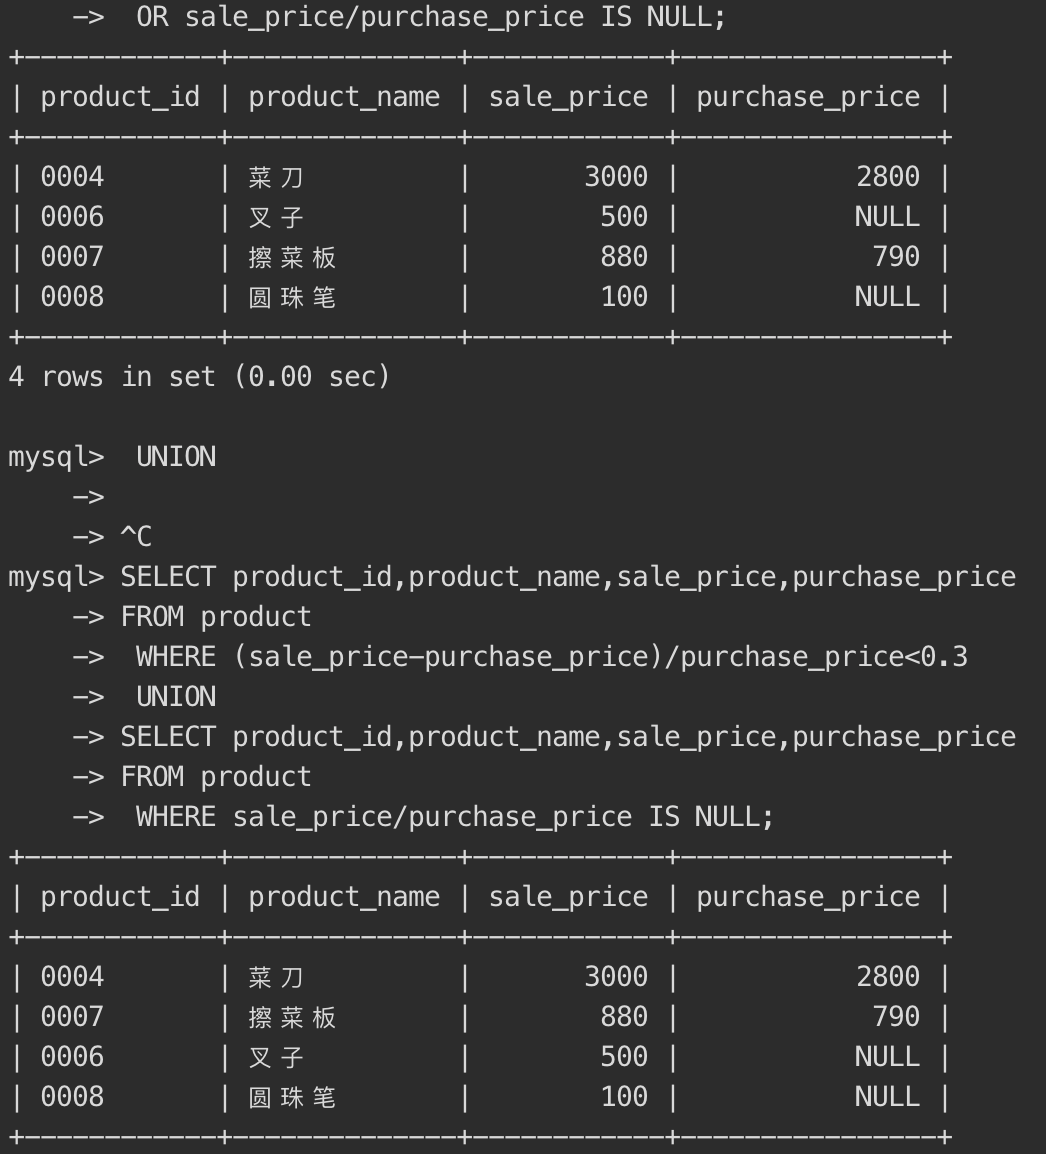 ->  OR sale_price/purchase_price IS NULL;
+------------+--------------+------------+----------------+
| product_id | product_name | sale_price | purchase_price |
+------------+--------------+------------+----------------+
| 0004       | 菜刀         |       3000 |           2800 |
| 0006       | 叉子         |        500 |           NULL |
| 0007       | 擦菜板       |        880 |            790 |
| 0008       | 圆珠笔       |        100 |           NULL |
+------------+--------------+------------+----------------+
4 rows in set (0.00 sec)

mysql>  UNION
    ->
    -> ^C
mysql> SELECT product_id,product_name,sale_price,purchase_price
    -> FROM product
    ->  WHERE (sale_price-purchase_price)/purchase_price<0.3
    ->  UNION
    -> SELECT product_id,product_name,sale_price,purchase_price
    -> FROM product
    ->  WHERE sale_price/purchase_price IS NULL;
+------------+--------------+------------+----------------+
| product_id | product_name | sale_price | purchase_price |
+------------+--------------+------------+----------------+
| 0004       | 菜刀         |       3000 |           2800 |
| 0007       | 擦菜板       |        880 |            790 |
| 0006       | 叉子         |        500 |           NULL |
| 0008       | 圆珠笔       |        100 |           NULL |
+------------+--------------+------------+----------------+